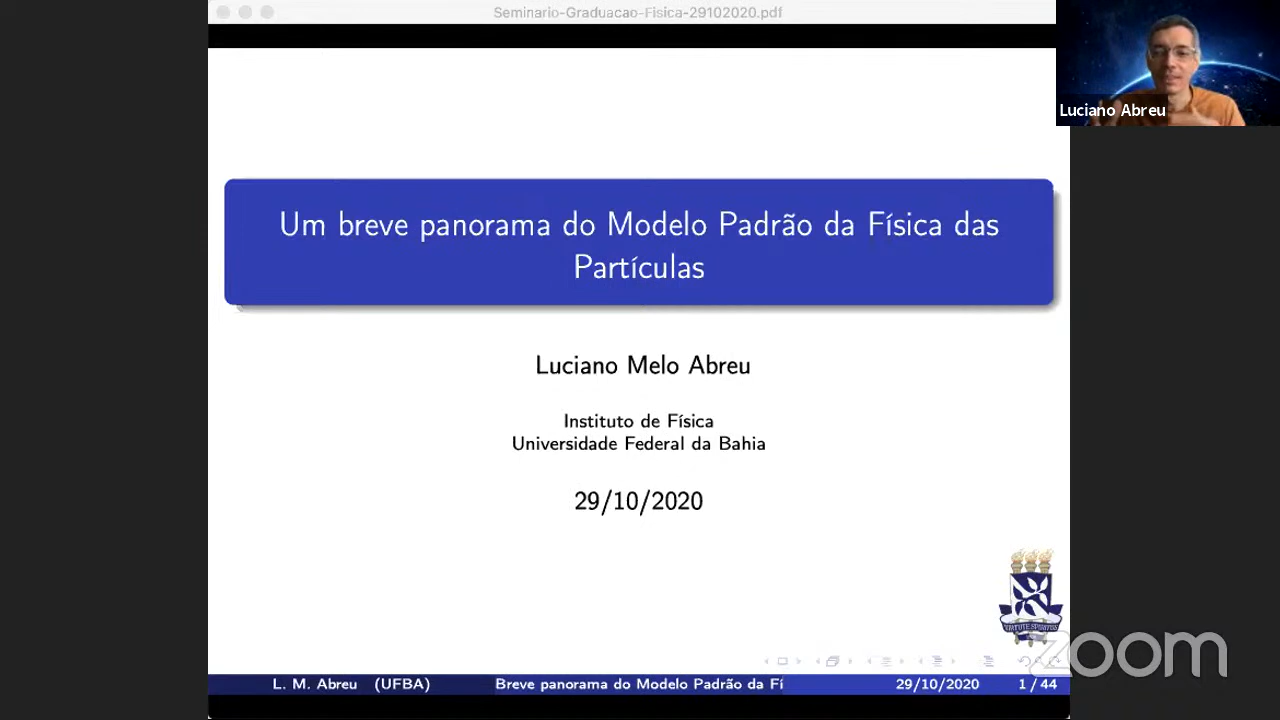 Seminario-Graduacao-Fisica-29102020.pdf
Luciano Abreu
Um breve panorama do Modelo Padrão da Física das
Partículas
Luciano Melo Abreu
Instituto de Física
Universidade Federal da Bahia
29/10/2020
VIRTUTE SPIRITUS
zoom
L. M. Abreu (UFBA)
Breve panorama do Modelo Padrão da Fí
29/10/2020
1 / 44